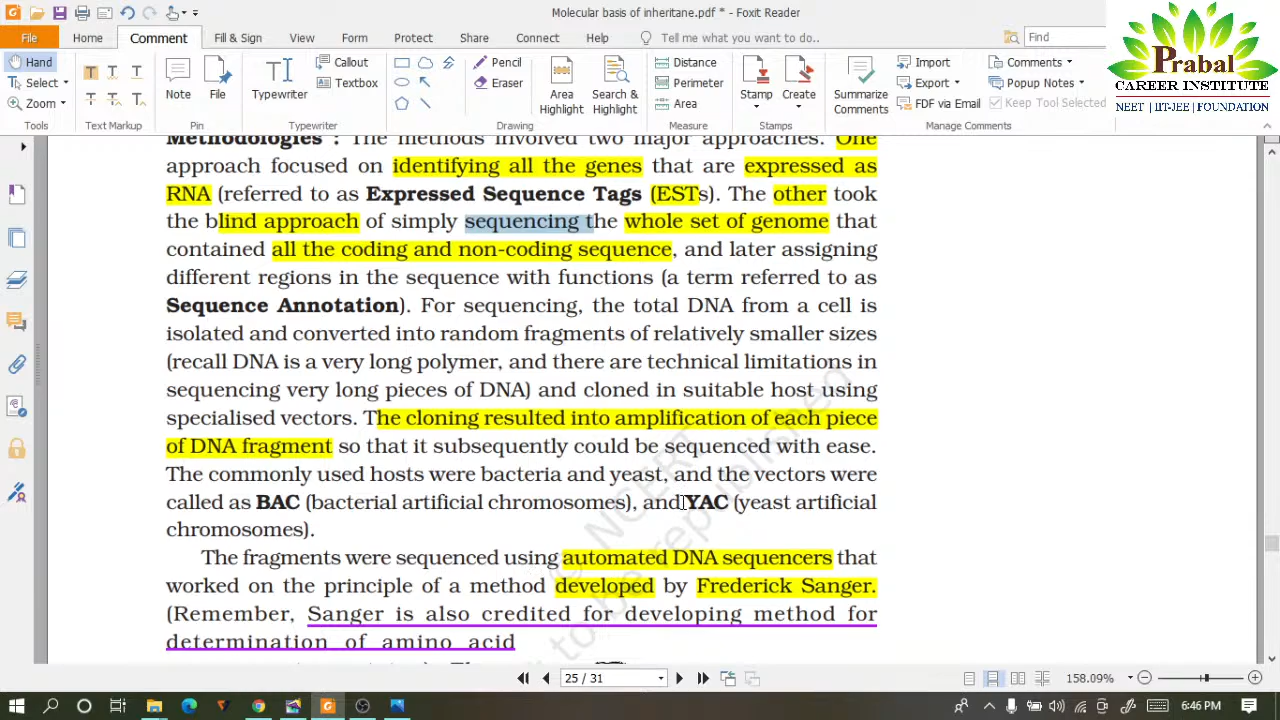 Molecular basis of inheritane.pdf * - Foxit Reader
File Home Comment Fill & Sign View Form Protect Share Connect Help Tell me what you want to do.. Find
Hand
Select
Zoom
Tools
Text Markup
Note
File
Pin
Typewriter
Callout
Textbox
Typewriter
Pencil
Eraser
Drawing
Area
Highlight
Search &
Highlight
Distance
Perimeter
Area
Measure
Stamp
Create
Stamps
Summarize
Comments
Import
Export
FDF via Email
Comments
Popup Notes
Keep Tool Selected
Manage Comments
Prabal
CAREER INSTITUTE
NEET | IIT-JEE | FOUNDATION
Methodologies : The methods involved two major approaches. One
approach focused on identifying all the genes that are expressed as
RNA (referred to as Expressed Sequence Tags (ESTs). The other took
the blind approach of simply sequencing the whole set of genome that
contained all the coding and non-coding sequence, and later assigning
different regions in the sequence with functions (a term referred to as
Sequence Annotation). For sequencing, the total DNA from a cell is
isolated and converted into random fragments of relatively smaller sizes
(recall DNA is a very long polymer, and there are technical limitations in
sequencing very long pieces of DNA) and cloned in suitable host using
specialised vectors. The cloning resulted into amplification of each piece
of DNA fragment so that it subsequently could be sequenced with ease.
The commonly used hosts were bacteria and yeast, and the vectors were
called as BAC (bacterial artificial chromosomes), and YAC (yeast artificial
chromosomes).
The fragments were sequenced using automated DNA sequencers that
worked on the principle of a method developed by Frederick Sanger.
(Remember, Sanger is also credited for developing method for
determination of amino acid
© NCERT
not to be republished
25 / 31
158.09%
6:46 PM